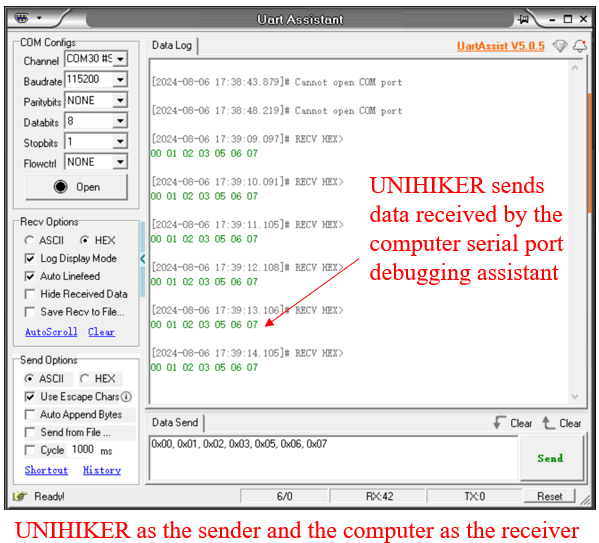 Uart Assistant
COM Configs
Channel COM30 #S
Baudrate 115200
Paritybits NONE
Databits 8
Stopbits 1
Flowctrl NONE
Open
Recv Options
ASCII HEX
Log Display Mode
Auto Linefeed
Hide Received Data
Save Recv to File...
AutoScroll Clear
Send Options
ASCII HEX
Use Escape Chars
Auto Append Bytes
Send from File ...
Cycle 1000 ms
Shortcut History
Data Log
UartAssist V5.0.5
[2024-08-06 17:38:43.879]# Cannot open COM port
[2024-08-06 17:38:48.219]# Cannot open COM port
[2024-08-06 17:39:09.097]# RECV HEX>
00 01 02 03 05 06 07
[2024-08-06 17:39:10.091]# RECV HEX>
00 01 02 03 05 06 07
[2024-08-06 17:39:11.105]# RECV HEX>
00 01 02 03 05 06 07
[2024-08-06 17:39:12.108]# RECV HEX>
00 01 02 03 05 06 07
[2024-08-06 17:39:13.106]# RECV HEX>
00 01 02 03 05 06 07
[2024-08-06 17:39:14.105]# RECV HEX>
00 01 02 03 05 06 07
UNIHIKER sends
data received by the
computer serial port
debugging assistant
Data Send
Clear Clear
0x00, 0x01, 0x02, 0x03, 0x05, 0x06, 0x07
Send
Ready! 6/0 RX:42 TX:0 Reset
UNIHIKER as the sender and the computer as the receiver